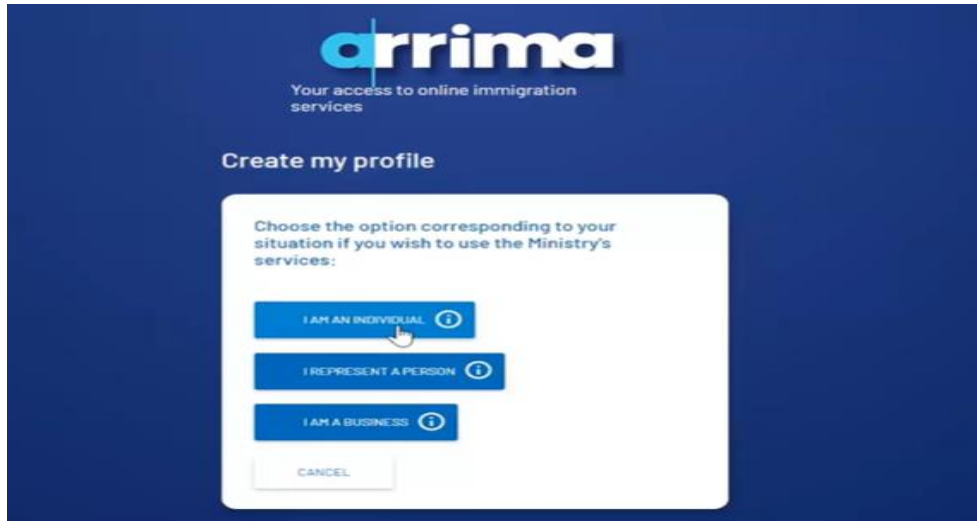 arrima
Your access to online immigration
services
Create my profile
Choose the option corresponding to your
situation if you wish to use the Ministry's
services:
I AM AN INDIVIDUAL
I REPRESENT A PERSON
I AM A BUSINESS
CANCEL